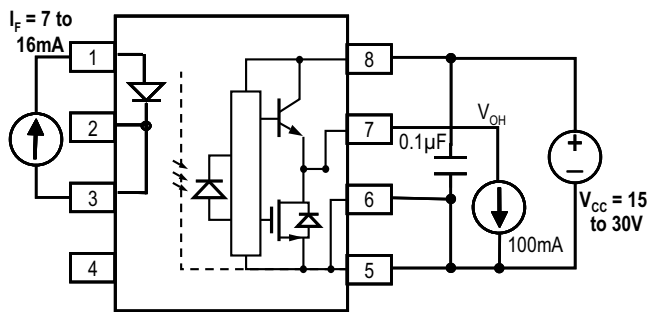 I_F = 7 to
16mA
1
2
3
4
8
7
6
5
V_OH
0.1µF
100mA
+
−
V_CC = 15
to 30V